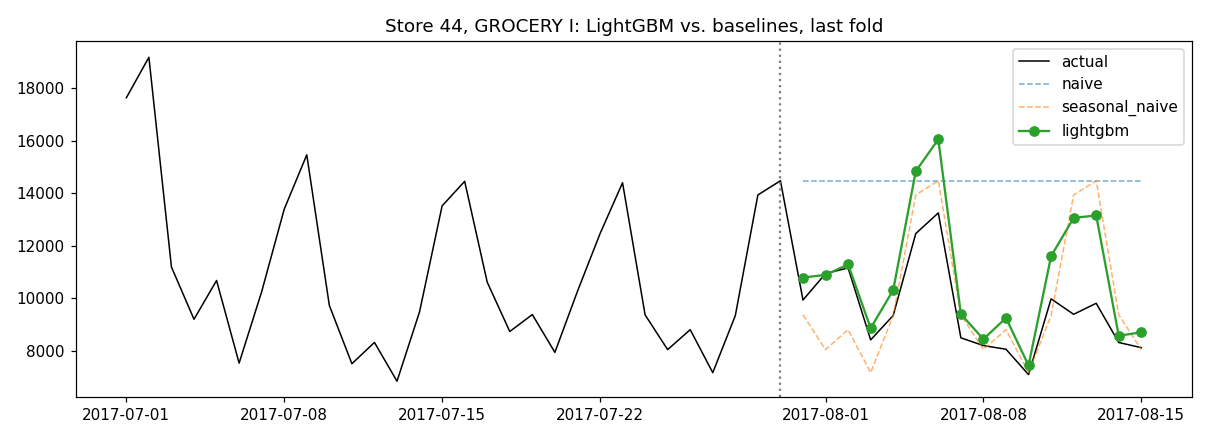 Store 44, GROCERY I: LightGBM vs. baselines, last fold
18000
16000
14000
12000
10000
8000
actual
naive
seasonal_naive
lightgbm
2017-07-01
2017-07-08
2017-07-15
2017-07-22
2017-08-01
2017-08-08
2017-08-15